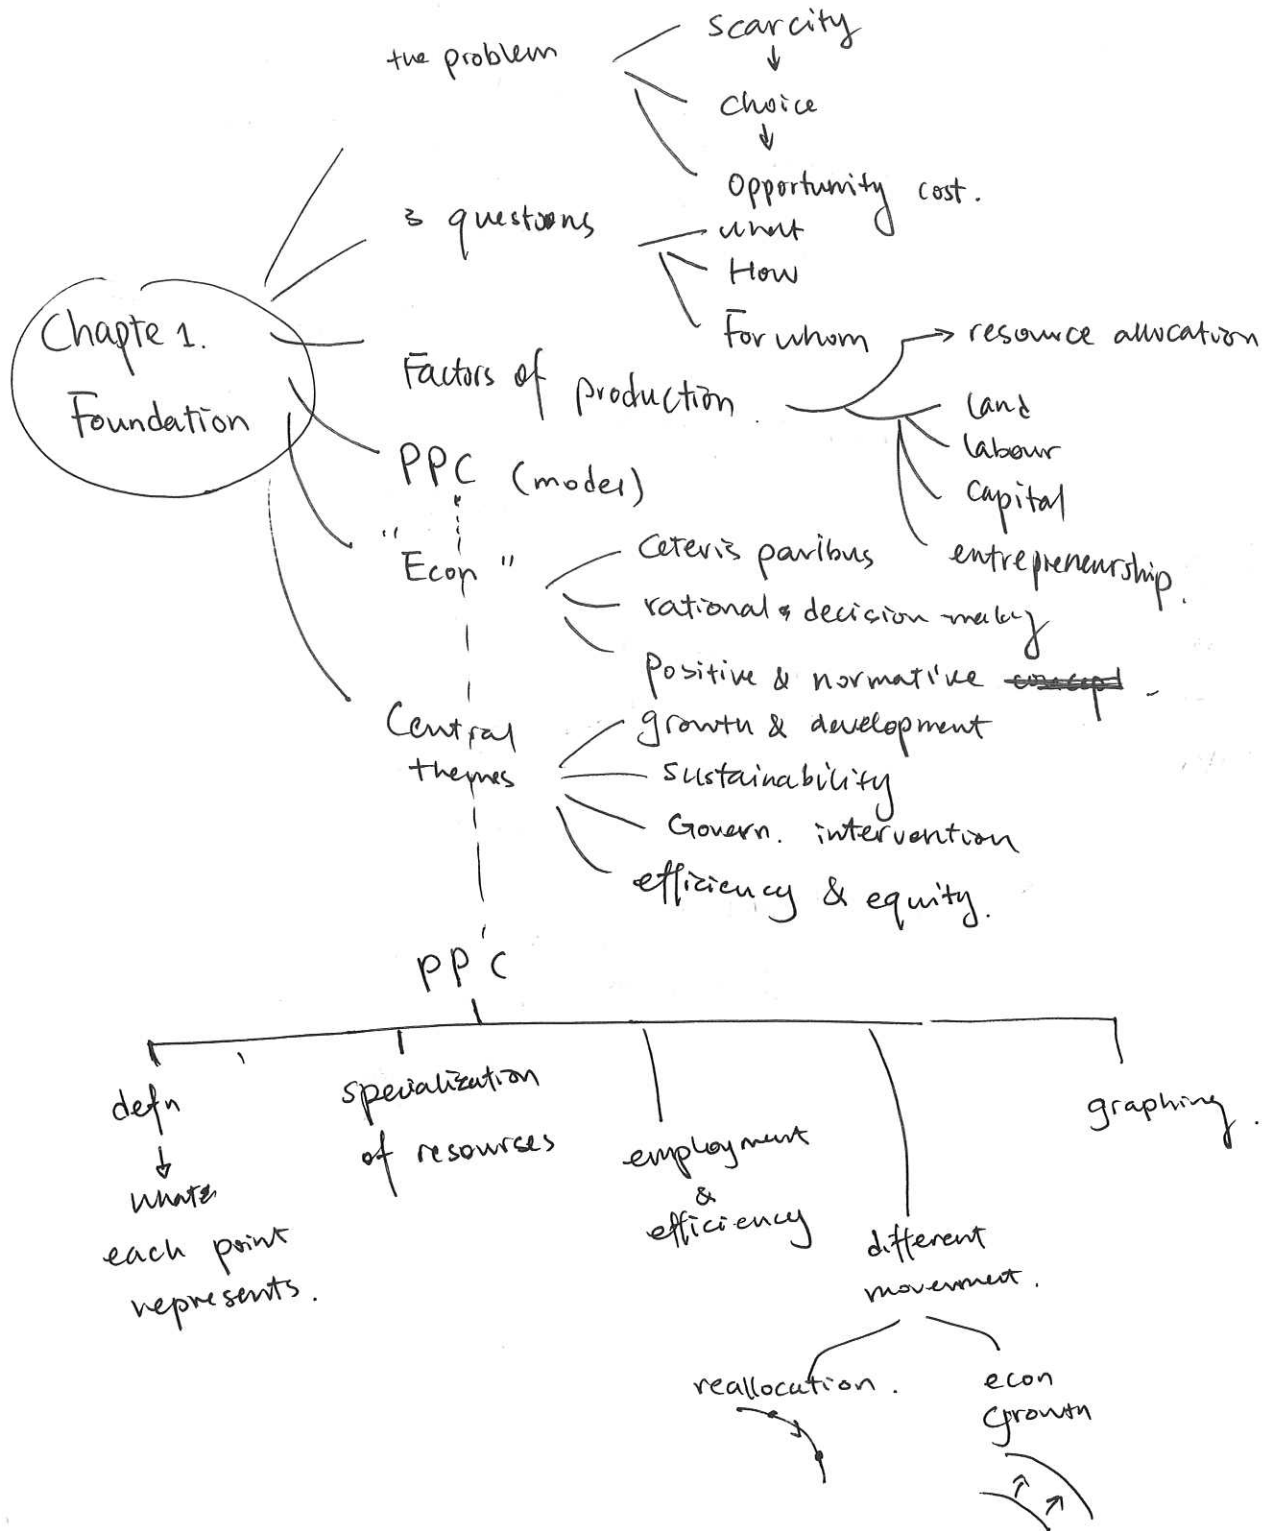 the problem
scarcity
↓
choice
↓
opportunity cost.
3 questions
what
How
For whom
Chapte 1.
Foundation
Factors of production.
→ resource allocation
land
labour
capital
entrepreneurship.
PPC (model)
"Econ"
Ceteris paribus
rational decision making
Positive & normative
Central
themes
growth & development
sustainability
Govern. intervention
efficiency & equity.
PPC
defn
↓
whats
each point
represents.
specialization
of resourses
employment
&
efficiency
different
movement.
graphing.
reallocation.
econ
growth